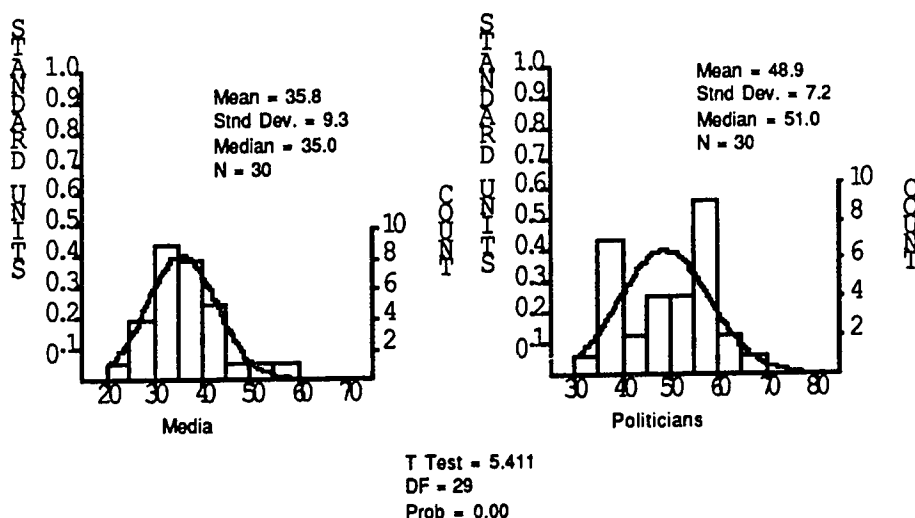 STANDARD UNITS
1.0
0.9
0.8
0.7
0.6
0.5
0.4
0.3
0.2
0.1
0
Mean = 35.8
Stnd Dev. = 9.3
Median = 35.0
N = 30
COUNT
10
8
6
4
2
20 30 40 50 60 70
Media
STANDARD UNITS
1.0
0.9
0.8
0.7
0.6
0.5
0.4
0.3
0.2
0.1
0
Mean = 48.9
Stnd Dev. = 7.2
Median = 51.0
N = 30
COUNT
10
8
6
4
2
30 40 50 60 70 80
Politicians
T Test = 5.411
DF = 29
Prob = 0.00